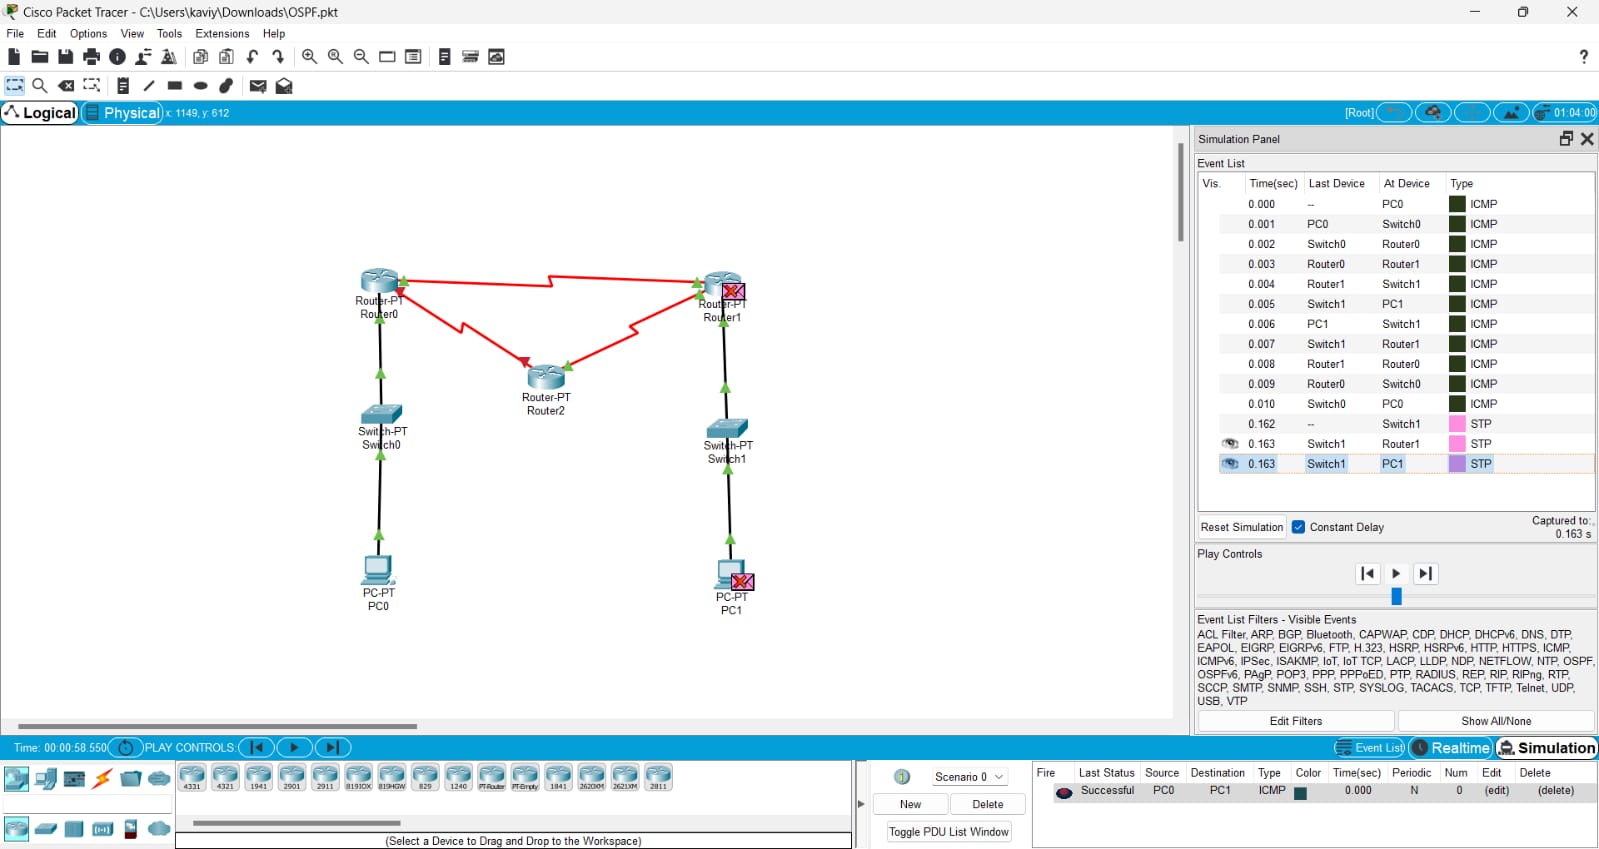 Cisco Packet Tracer - C:\Users\kaviy\Downloads\OSPF.pkt
File Edit Options View Tools Extensions Help
?
Logical Physical x: 1149, y: 612 [Root] 01:04:00
Simulation Panel
Event List
Vis. Time(sec) Last Device At Device Type
0.000 -- PC0 ICMP
0.001 PC0 Switch0 ICMP
0.002 Switch0 Router0 ICMP
0.003 Router0 Router1 ICMP
0.004 Router1 Switch1 ICMP
0.005 Switch1 PC1 ICMP
0.006 PC1 Switch1 ICMP
0.007 Switch1 Router1 ICMP
0.008 Router1 Router0 ICMP
0.009 Router0 Switch0 ICMP
0.010 Switch0 PC0 ICMP
0.162 -- Switch1 STP
0.163 Switch1 Router1 STP
0.163 Switch1 PC1 STP
Reset Simulation Constant Delay Captured to:
0.163 s
Play Controls
Event List Filters - Visible Events
ACL Filter, ARP, BGP, Bluetooth, CAPWAP, CDP, DHCP, DHCPv6, DNS, DTP,
EAPOL, EIGRP, EIGRPv6, FTP, H.323, HSRP, HSRPv6, HTTP, HTTPS, ICMP,
ICMPv6, IPSec, ISAKMP, IoT, IoT TCP, LACP, LLDP, NDP, NETFLOW, NTP, OSPF,
OSPFv6, PAgP, POP3, PPP, PPPoED, PTP, RADIUS, REP, RIP, RIPng, RTP,
SCCP, SMTP, SNMP, SSH, STP, SYSLOG, TACACS, TCP, TFTP, Telnet, UDP,
USB, VTP
Edit Filters Show All/None
Router-PT
Router0
Router-PT
Router1
Router-PT
Router2
Switch-PT
Switch0
Switch-PT
Switch1
PC-PT
PC0
PC-PT
PC1
Time: 00:00:58.550 PLAY CONTROLS: Event List Realtime Simulation
4331 4321 1941 2901 2911 819IOX 819HGW 829 1240 PT-Router PT-Empty 1841 2620XM 2621XM 2811
(Select a Device to Drag and Drop to the Workspace)
Scenario 0
New Delete
Toggle PDU List Window
Fire Last Status Source Destination Type Color Time(sec) Periodic Num Edit Delete
Successful PC0 PC1 ICMP 0.000 N 0 (edit) (delete)